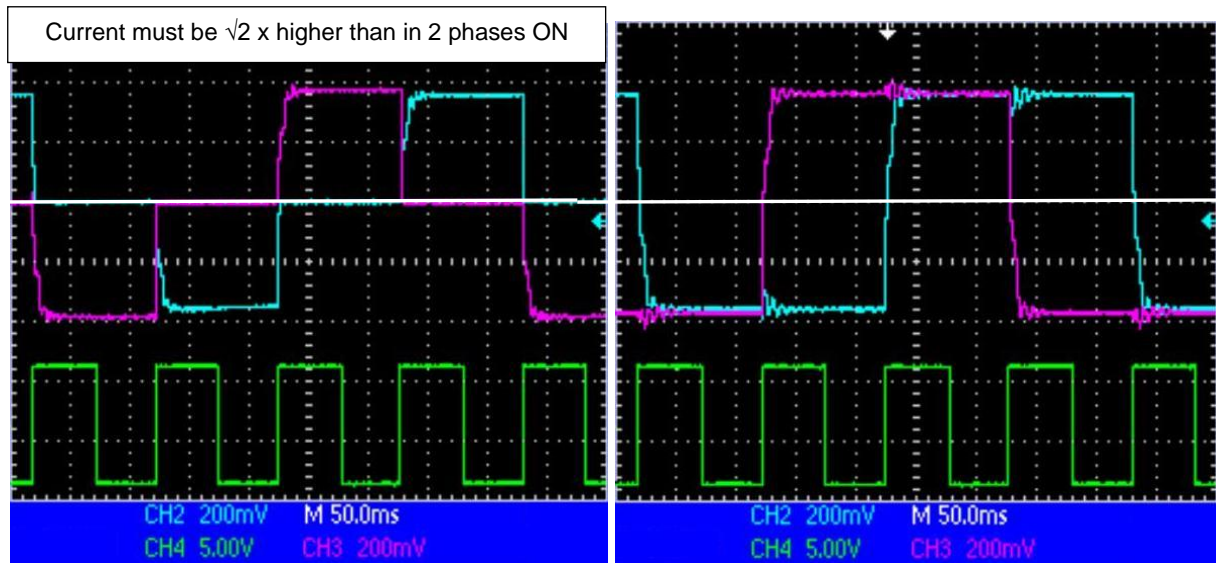 Current must be √2 x higher than in 2 phases ON
CH2 200mV M 50.0ms
CH4 5.00V CH3 200mV
CH2 200mV M 50.0ms
CH4 5.00V CH3 200mV